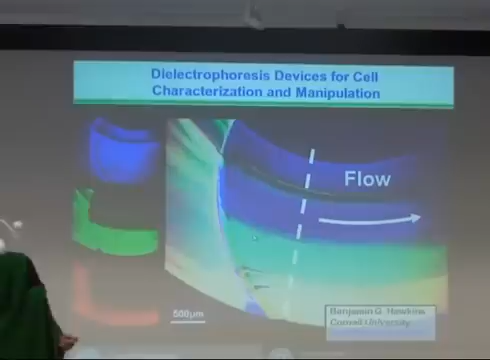 Dielectrophoresis Devices for Cell
Characterization and Manipulation
Flow
500μm
Benjamin G. Hawkins
Cornell University